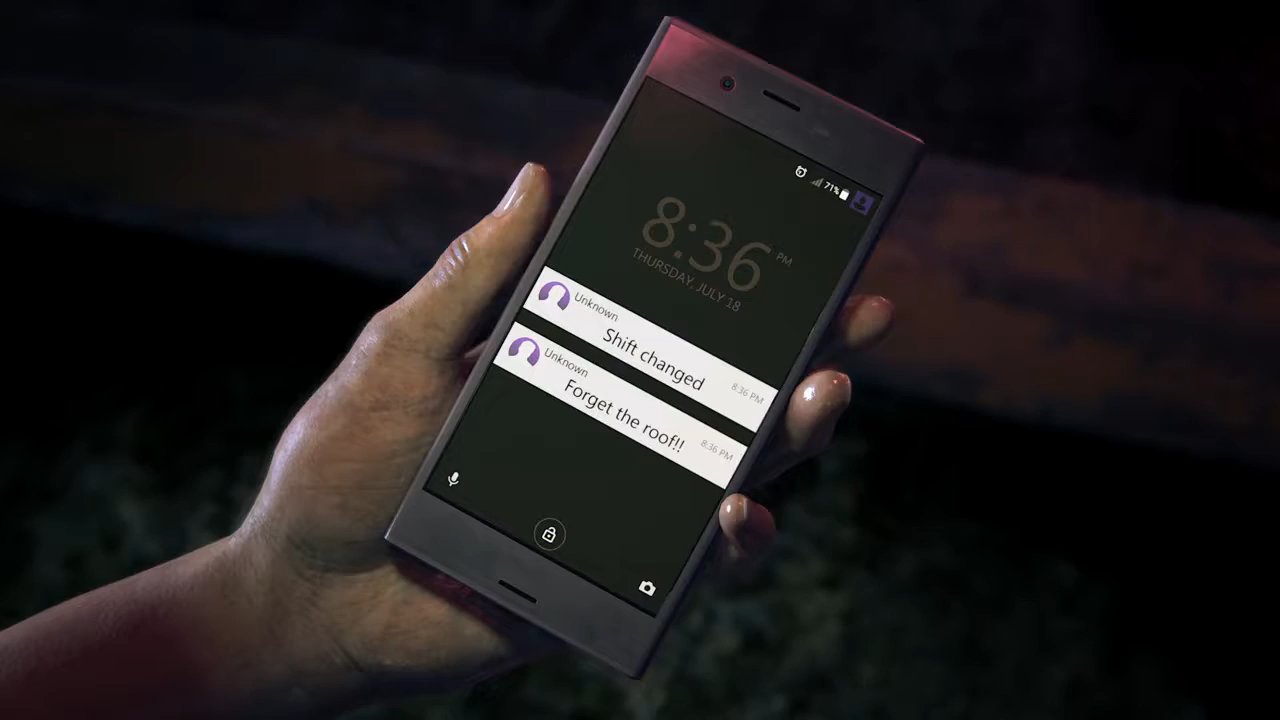 71%
8:36 PM
THURSDAY, JULY 18
Unknown
Shift changed
8:36 PM
Unknown
Forget the roof!!
8:36 PM